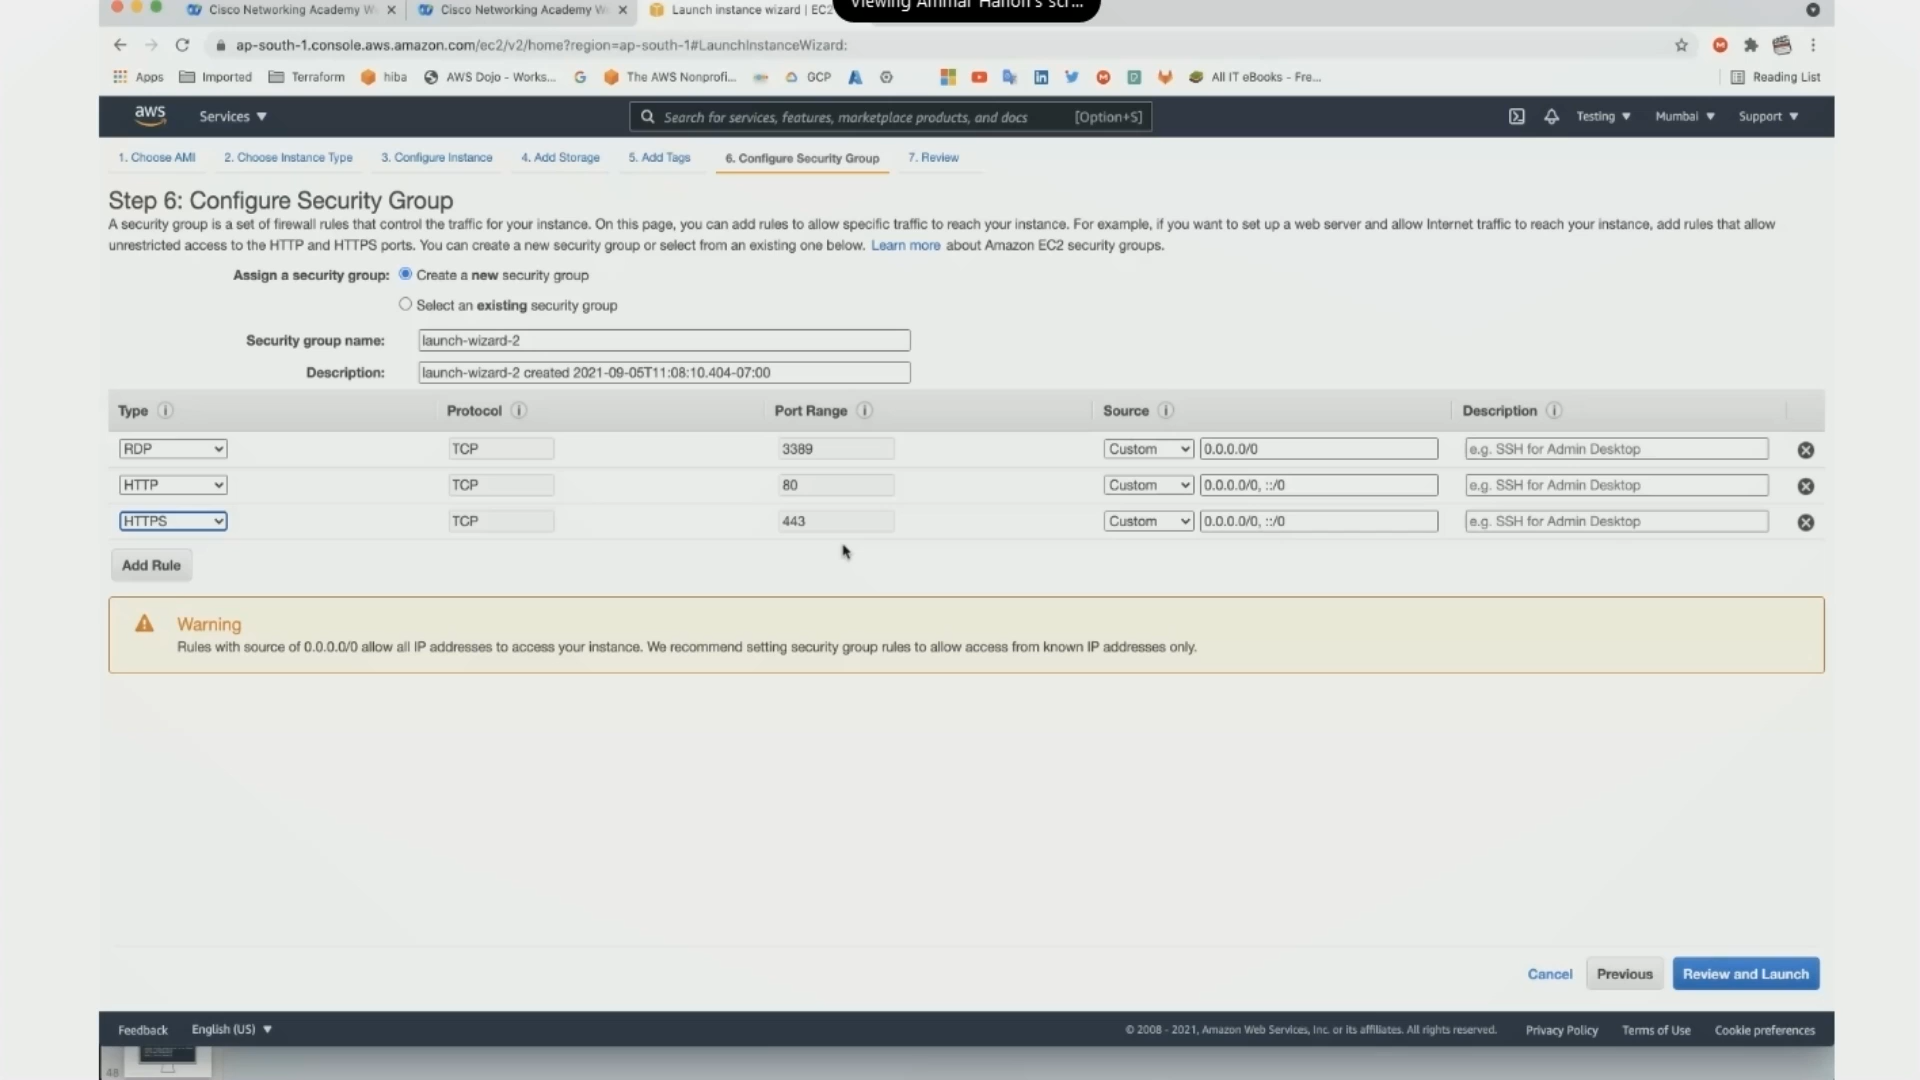 Cisco Networking Academy W
Cisco Networking Academy We
Launch instance wizard | EC2
Viewing Ammar Hanon's scr...
ap-south-1.console.aws.amazon.com/ec2/v2/home?region=ap-south-1#LaunchInstanceWizard:
Apps Imported Terraform hiba AWS Dojo - Works... The AWS Nonprofi... GCP All IT eBooks - Fre... Reading List
aws Services Search for services, features, marketplace products, and docs [Option+S] Testing Mumbai Support
1. Choose AMI 2. Choose Instance Type 3. Configure Instance 4. Add Storage 5. Add Tags 6. Configure Security Group 7. Review
Step 6: Configure Security Group
A security group is a set of firewall rules that control the traffic for your instance. On this page, you can add rules to allow specific traffic to reach your instance. For example, if you want to set up a web server and allow Internet traffic to reach your instance, add rules that allow
unrestricted access to the HTTP and HTTPS ports. You can create a new security group or select from an existing one below. Learn more about Amazon EC2 security groups.
Assign a security group: Create a new security group
Select an existing security group
Security group name: launch-wizard-2
Description: launch-wizard-2 created 2021-09-05T11:08:10.404-07:00
Type Protocol Port Range Source Description
RDP TCP 3389 Custom 0.0.0.0/0 e.g. SSH for Admin Desktop
HTTP TCP 80 Custom 0.0.0.0/0, ::/0 e.g. SSH for Admin Desktop
HTTPS TCP 443 Custom 0.0.0.0/0, ::/0 e.g. SSH for Admin Desktop
Add Rule
Warning
Rules with source of 0.0.0.0/0 allow all IP addresses to access your instance. We recommend setting security group rules to allow access from known IP addresses only.
Cancel Previous Review and Launch
Feedback English (US) © 2008 - 2021, Amazon Web Services, Inc. or its affiliates. All rights reserved. Privacy Policy Terms of Use Cookie preferences
48